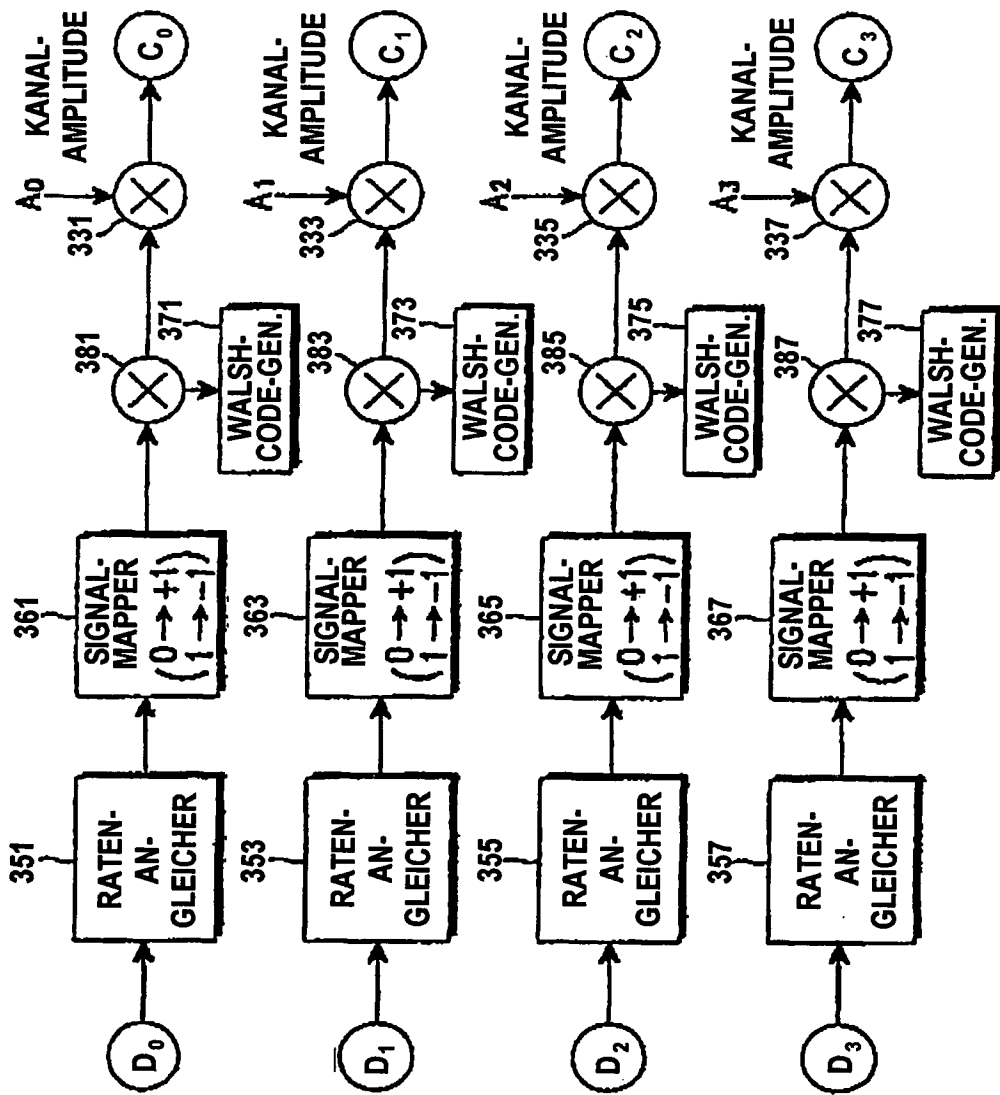 D0
351
RATEN-
AN-
GLEICHER
361
SIGNAL-
MAPPER
(0→+1)
(1→−1)
381
371
WALSH-
CODE-GEN.
331
A0
KANAL-
AMPLITUDE
C0
D1
353
RATEN-
AN-
GLEICHER
363
SIGNAL-
MAPPER
(0→+1)
(1→−1)
383
373
WALSH-
CODE-GEN.
333
A1
KANAL-
AMPLITUDE
C1
D2
355
RATEN-
AN-
GLEICHER
365
SIGNAL-
MAPPER
(0→+1)
(1→−1)
385
375
WALSH-
CODE-GEN.
335
A2
KANAL-
AMPLITUDE
C2
D3
357
RATEN-
AN-
GLEICHER
367
SIGNAL-
MAPPER
(0→+1)
(1→−1)
387
377
WALSH-
CODE-GEN.
337
A3
KANAL-
AMPLITUDE
C3